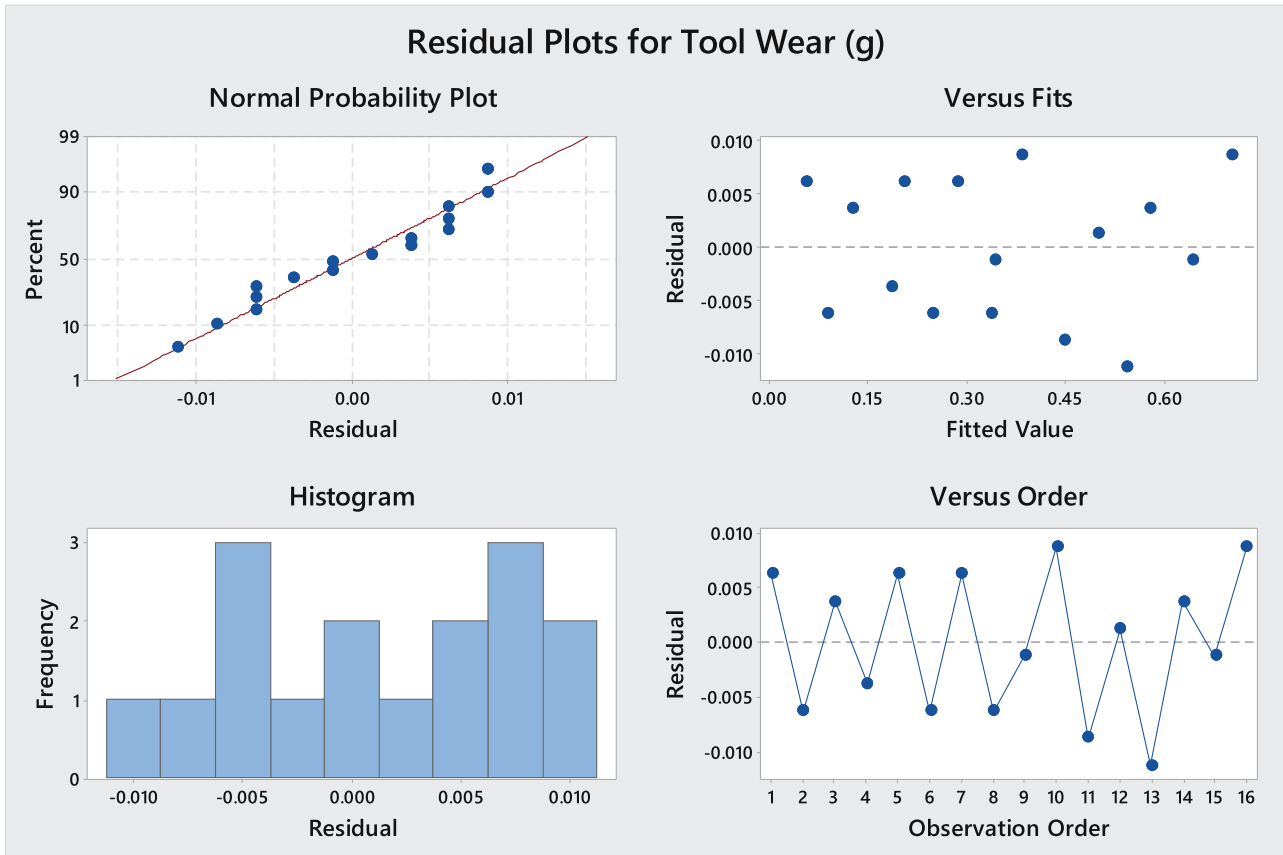 Residual Plots for Tool Wear (g)
Normal Probability Plot
99
90
50
10
1
Percent
-0.01 0.00 0.01
Residual
Versus Fits
0.010
0.005
0.000
-0.005
-0.010
Residual
0.00 0.15 0.30 0.45 0.60
Fitted Value
Histogram
3
2
1
0
Frequency
-0.010 -0.005 0.000 0.005 0.010
Residual
Versus Order
0.010
0.005
0.000
-0.005
-0.010
Residual
1 2 3 4 5 6 7 8 9 10 11 12 13 14 15 16
Observation Order